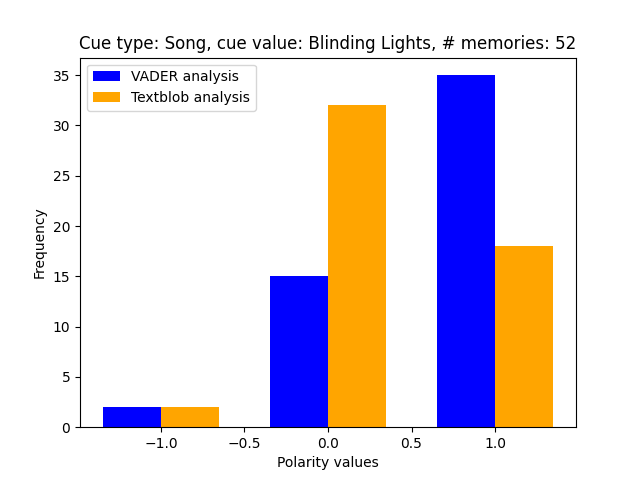 Cue type: Song, cue value: Blinding Lights, # memories: 52
VADER analysis
Textblob analysis
35
30
25
20
15
10
5
0
Frequency
−1.0 −0.5 0.0 0.5 1.0
Polarity values